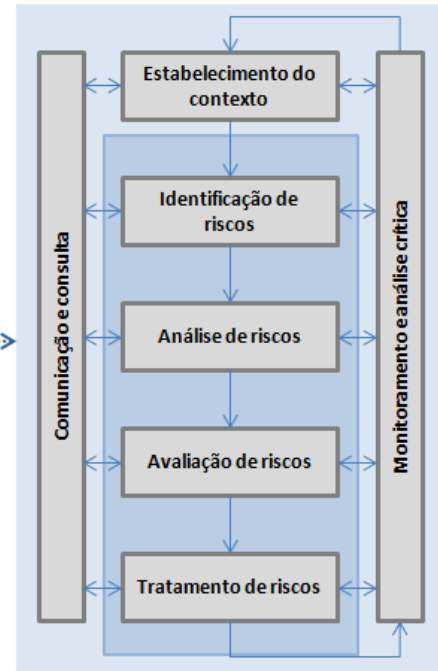 Estabelecimento do
contexto
Identificação de
riscos
Análise de riscos
Avaliação de riscos
Tratamento de riscos
Comunicação e consulta
Monitoramento e análise crítica